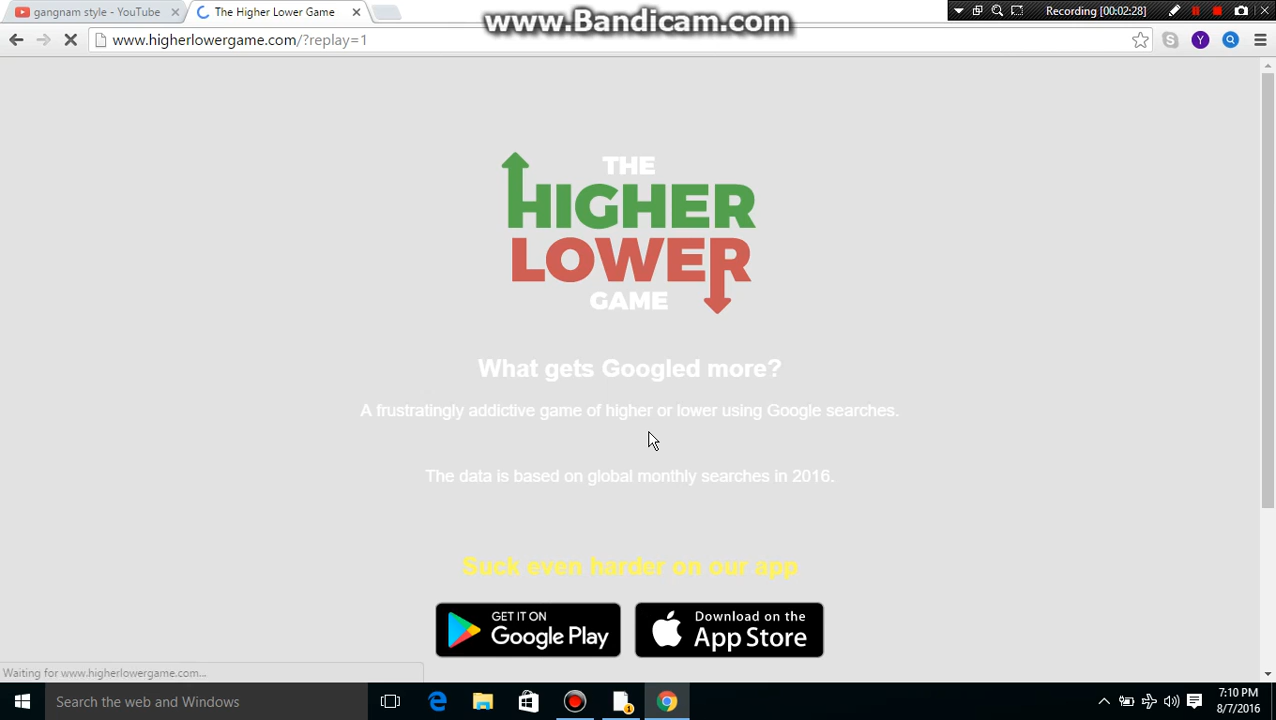 gangnam style - YouTube
The Higher Lower Game
www.Bandicam.com
Recording [00:02:28]
www.higherlowergame.com/?replay=1
Y
THE
HIGHER
LOWER
GAME
What gets Googled more?
A frustratingly addictive game of higher or lower using Google searches.
The data is based on global monthly searches in 2016.
Suck even harder on our app
GET IT ON
Google Play
Download on the
App Store
Waiting for www.higherlowergame.com...
Search the web and Windows
7:10 PM
8/7/2016